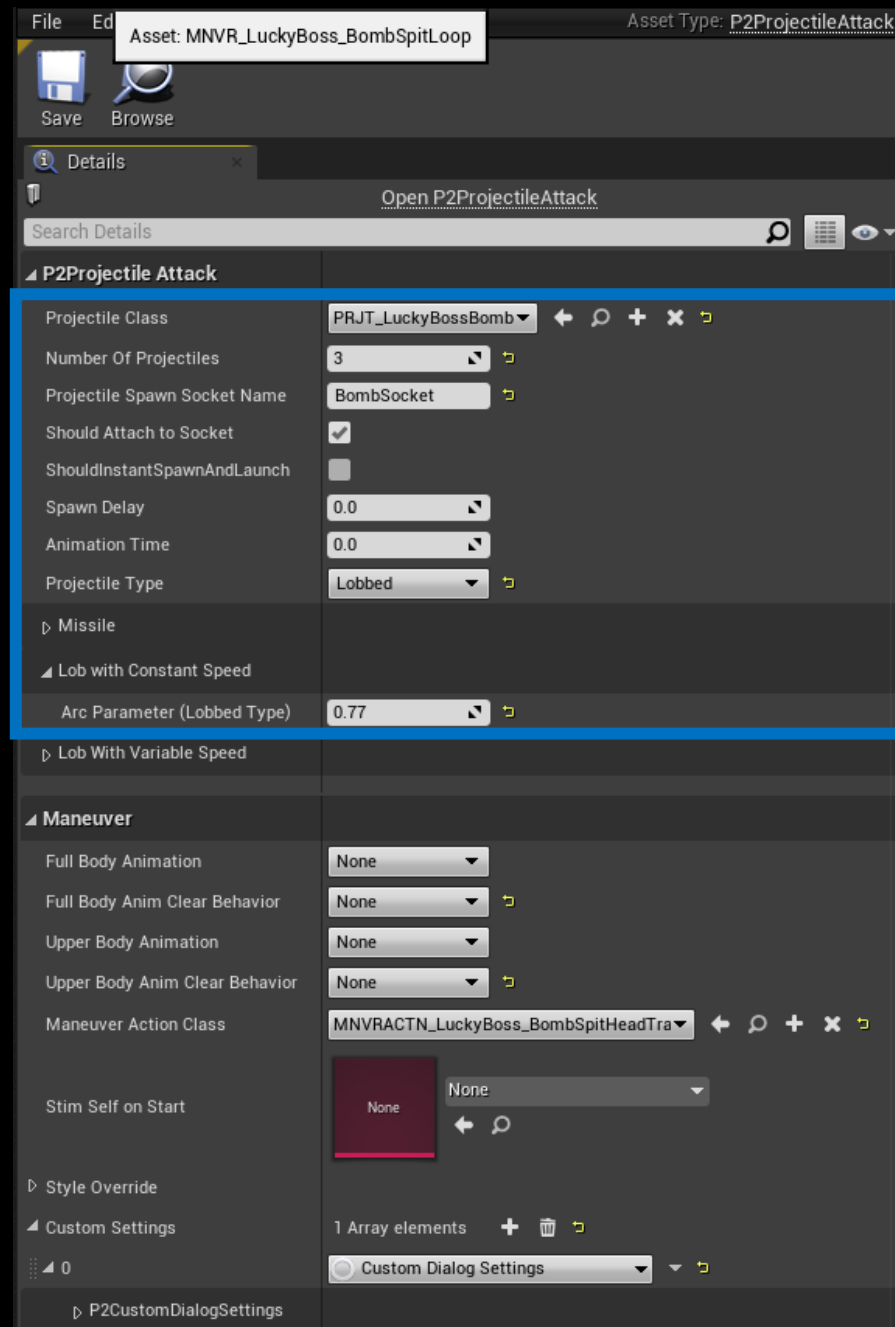 File Ed
Asset: MNVR_LuckyBoss_BombSpitLoop
Asset Type: P2ProjectileAttack
Save Browse
Details
Open P2ProjectileAttack
Search Details
P2Projectile Attack
Projectile Class PRJT_LuckyBossBomb
Number Of Projectiles 3
Projectile Spawn Socket Name BombSocket
Should Attach to Socket
ShouldInstantSpawnAndLaunch
Spawn Delay 0.0
Animation Time 0.0
Projectile Type Lobbed
Missile
Lob with Constant Speed
Arc Parameter (Lobbed Type) 0.77
Lob With Variable Speed
Maneuver
Full Body Animation None
Full Body Anim Clear Behavior None
Upper Body Animation None
Upper Body Anim Clear Behavior None
Maneuver Action Class MNVRACTN_LuckyBoss_BombSpitHeadTra
Stim Self on Start None None
Style Override
Custom Settings 1 Array elements
0 Custom Dialog Settings
P2CustomDialogSettings